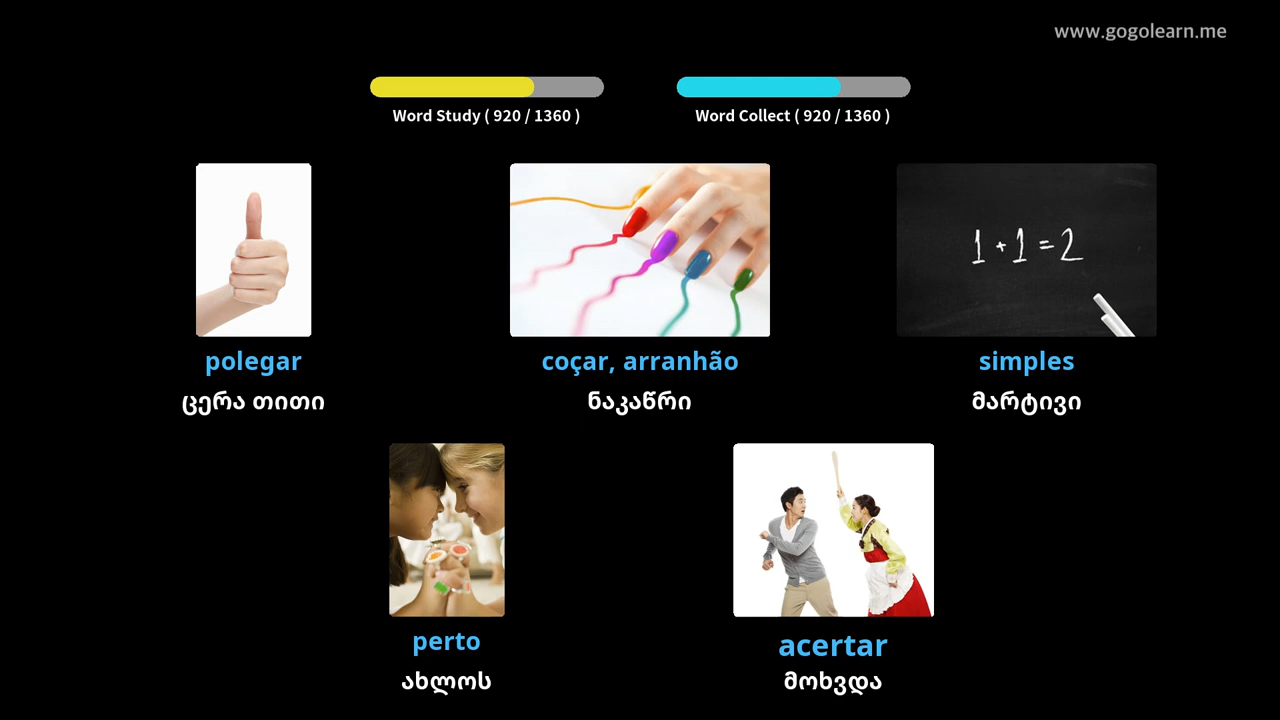 www.gogolearn.me
Word Study ( 920 / 1360 )
Word Collect ( 920 / 1360 )
1 + 1 = 2
polegar
ცერა თითი
coçar, arranhão
ნაკაწრი
simples
მარტივი
perto
ახლოს
acertar
მოხვდა